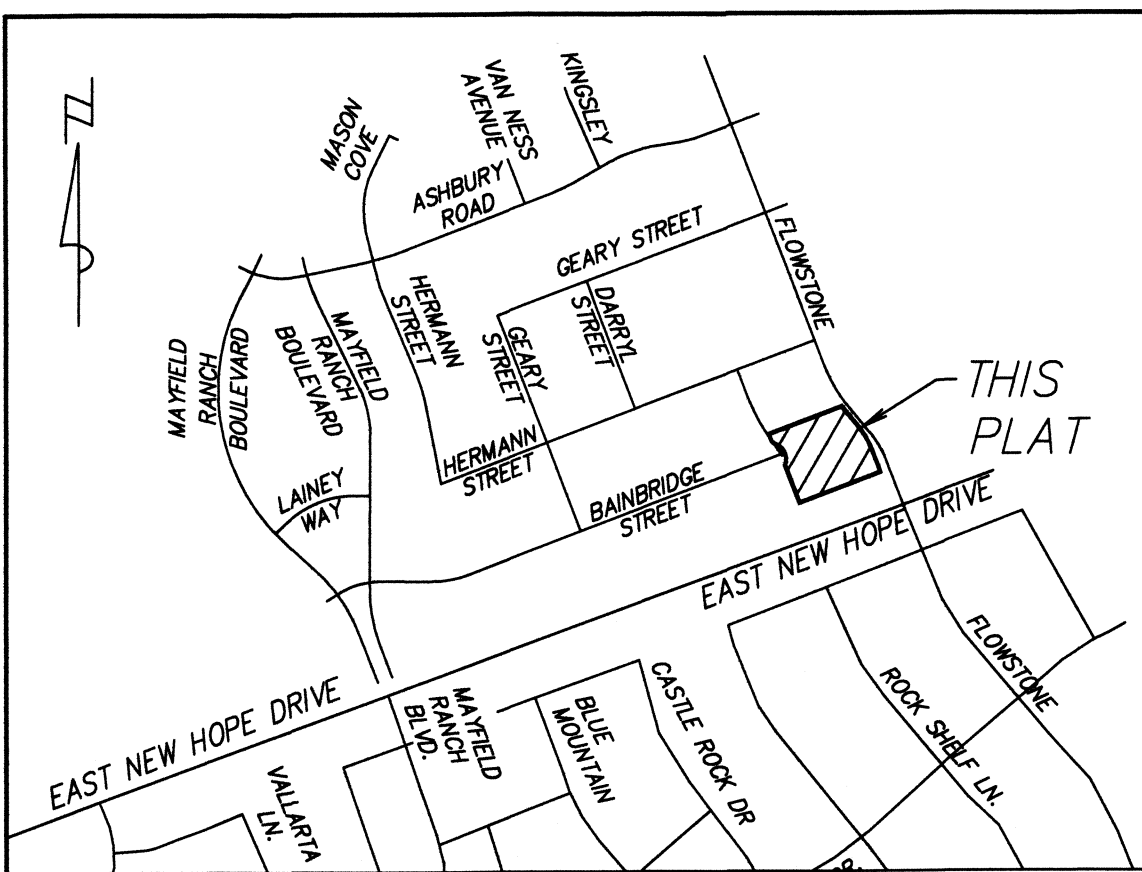 Z
KINGSLEY
VAN NESS
AVENUE
MASON
COVE
ASHBURY
ROAD
GEARY STREET
FLOWSTONE
HERMANN
STREET
DARRYL
STREET
GEARY
STREET
MAYFIELD
RANCH
BOULEVARD
MAYFIELD
RANCH
BOULEVARD
THIS
PLAT
HERMANN
STREET
LAINEY
WAY
BAINBRIDGE
STREET
EAST NEW HOPE DRIVE
FLOWSTONE
ROCK SHELF LN.
CASTLE ROCK DR
BLUE
MOUNTAIN
MAYFIELD
RANCH
BLVD.
EAST NEW HOPE DRIVE
VALLARTA
LN.